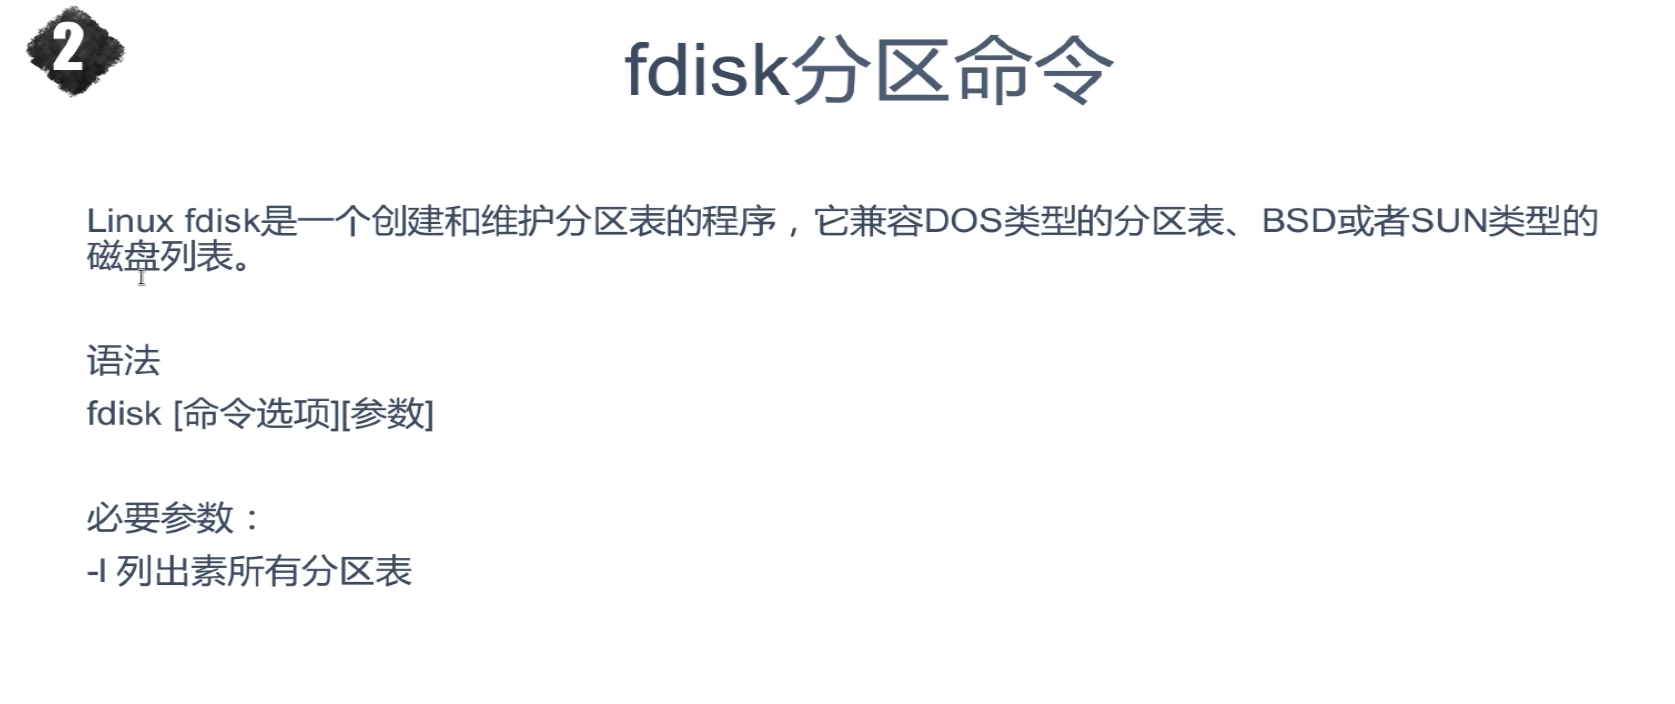 2
fdisk分区命令
Linux fdisk是一个创建和维护分区表的程序，它兼容DOS类型的分区表、BSD或者SUN类型的
磁盘列表。
语法
fdisk [命令选项][参数]
必要参数：
-l 列出素所有分区表